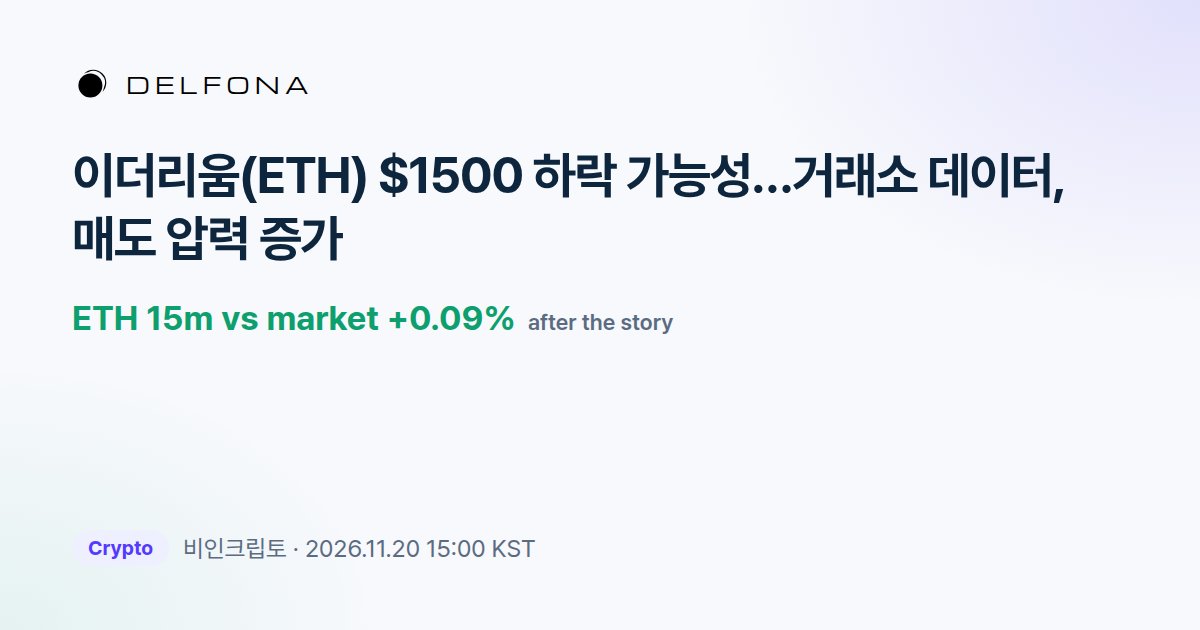 DELFONA
이더리움(ETH) $1500 하락 가능성...거래소 데이터,
매도 압력 증가
ETH 15m vs market +0.09% after the story
Crypto 비인크립토 · 2026.11.20 15:00 KST